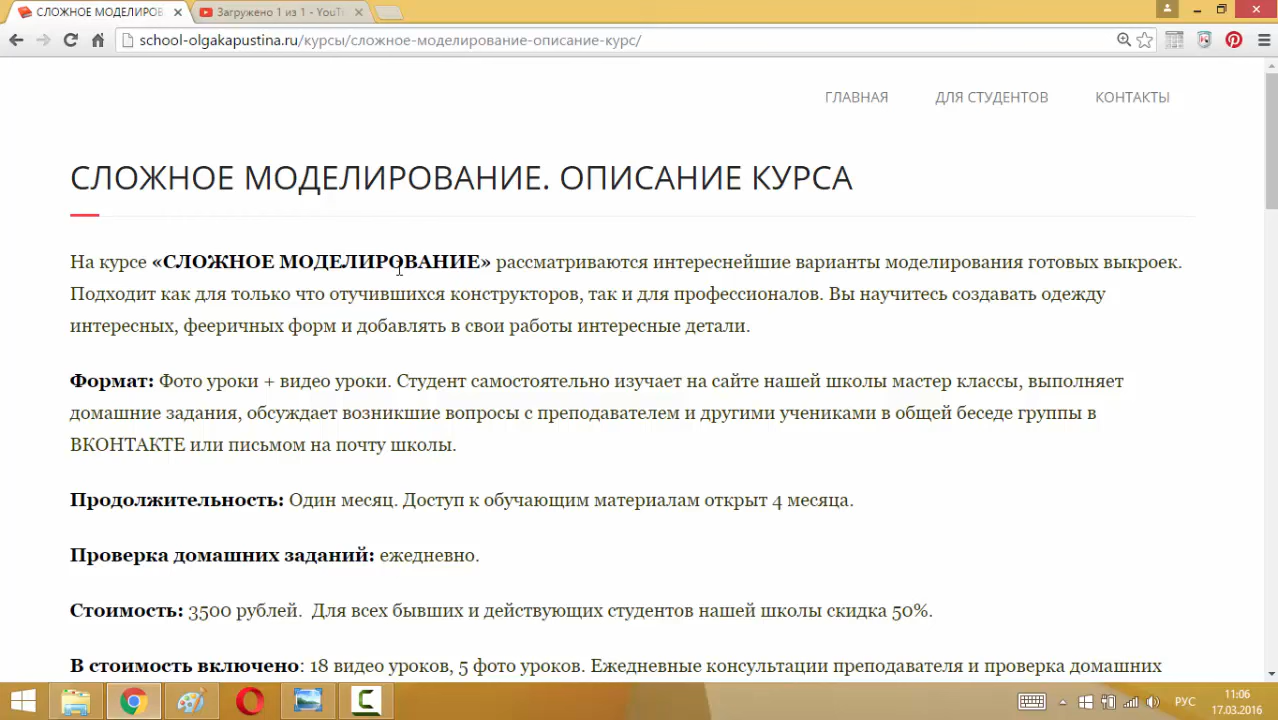 СЛОЖНОЕ МОДЕЛИРОВ
Загружено 1 из 1 - YouT
school-olgakapustina.ru/курсы/сложное-моделирование-описание-курс/
ГЛАВНАЯ ДЛЯ СТУДЕНТОВ КОНТАКТЫ
СЛОЖНОЕ МОДЕЛИРОВАНИЕ. ОПИСАНИЕ КУРСА
На курсе «СЛОЖНОЕ МОДЕЛИРОВАНИЕ» рассматриваются интереснейшие варианты моделирования готовых выкроек.
Подходит как для только что отучившихся конструкторов, так и для профессионалов. Вы научитесь создавать одежду
интересных, фееричных форм и добавлять в свои работы интересные детали.
Формат: Фото уроки + видео уроки. Студент самостоятельно изучает на сайте нашей школы мастер классы, выполняет
домашние задания, обсуждает возникшие вопросы с преподавателем и другими учениками в общей беседе группы в
ВКОНТАКТЕ или письмом на почту школы.
Продолжительность: Один месяц. Доступ к обучающим материалам открыт 4 месяца.
Проверка домашних заданий: ежедневно.
Стоимость: 3500 рублей. Для всех бывших и действующих студентов нашей школы скидка 50%.
В стоимость включено: 18 видео уроков, 5 фото уроков. Ежедневные консультации преподавателя и проверка домашних
РУС
11:06
17.03.2016